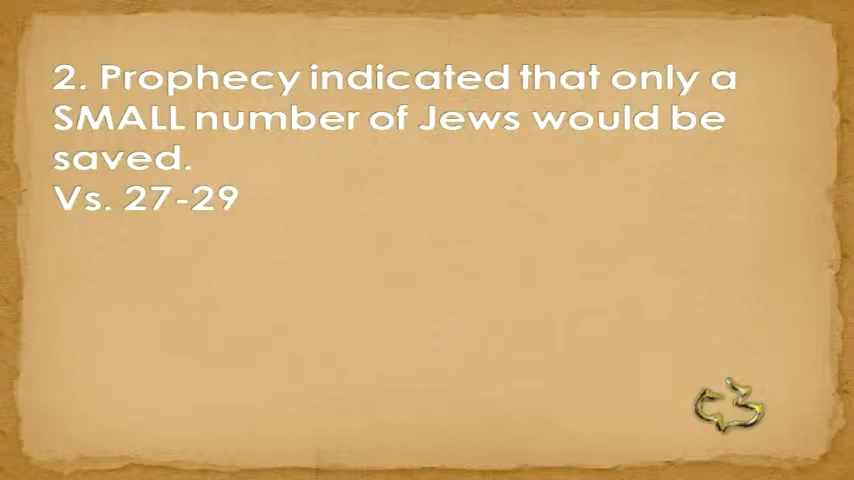 2. Prophecy indicated that only a
SMALL number of Jews would be
saved.
Vs. 27-29